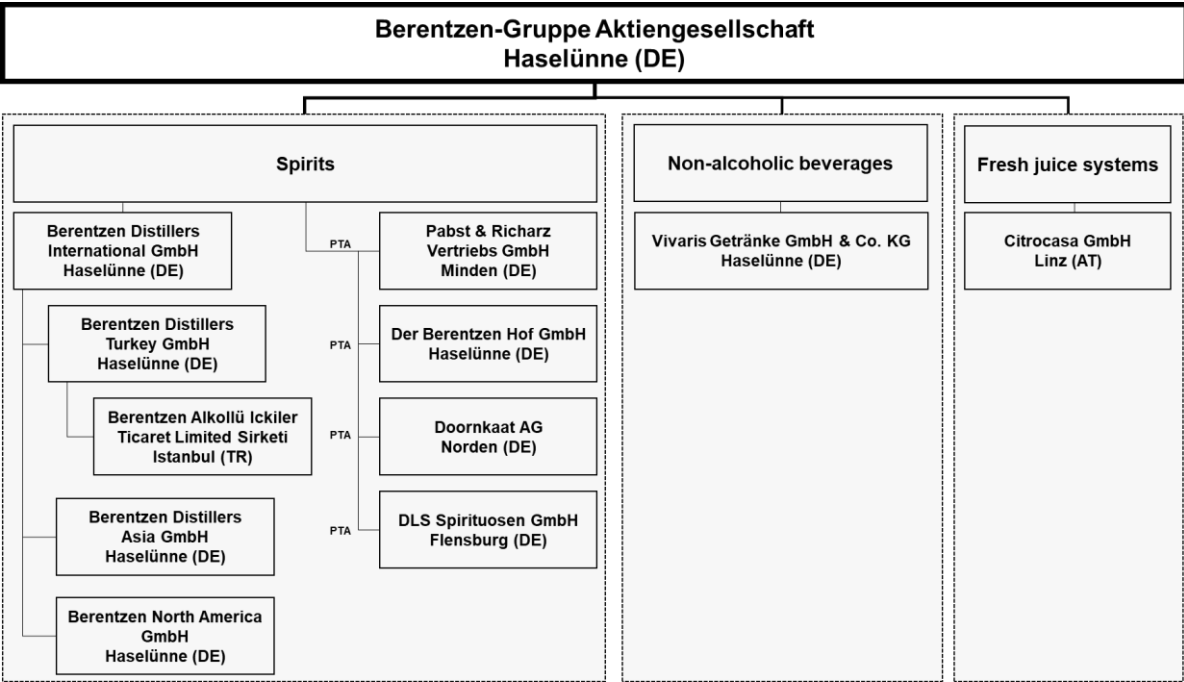 Berentzen-Gruppe Aktiengesellschaft
Haselünne (DE)
Spirits
Berentzen Distillers
International GmbH
Haselünne (DE)
Berentzen Distillers
Turkey GmbH
Haselünne (DE)
Berentzen Alkollü Ickiler
Ticaret Limited Sirketi
Istanbul (TR)
Berentzen Distillers
Asia GmbH
Haselünne (DE)
Berentzen North America
GmbH
Haselünne (DE)
PTA
Pabst & Richarz
Vertriebs GmbH
Minden (DE)
PTA
Der Berentzen Hof GmbH
Haselünne (DE)
PTA
Doornkaat AG
Norden (DE)
PTA
DLS Spirituosen GmbH
Flensburg (DE)
Non-alcoholic beverages
Vivaris Getränke GmbH & Co. KG
Haselünne (DE)
Fresh juice systems
Citrocasa GmbH
Linz (AT)